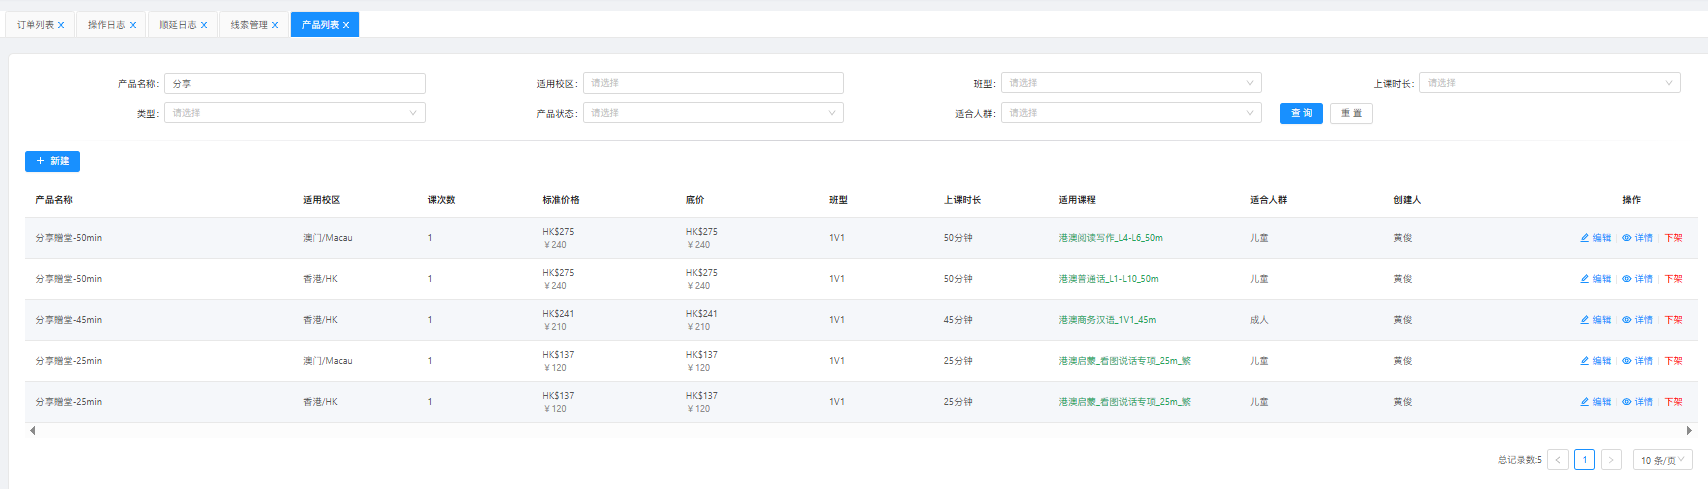 订单列表 X 操作日志 X 顺延日志 X 线索管理 X 产品列表 X
产品名称: 分享 适用校区: 请选择 班型: 请选择 上课时长: 请选择
类型: 请选择 产品状态: 请选择 适合人群: 请选择 查 询 重 置
+ 新建
产品名称 适用校区 课次数 标准价格 底价 班型 上课时长 适用课程 适合人群 创建人 操作
分享赠堂-50min 澳门/Macau 1 HK$275 ¥240 HK$275 ¥240 1V1 50分钟 港澳阅读写作_L4-L6_50m 儿童 黄俊 编辑 详情 下架
分享赠堂-50min 香港/HK 1 HK$275 ¥240 HK$275 ¥240 1V1 50分钟 港澳普通话_L1-L10_50m 儿童 黄俊 编辑 详情 下架
分享赠堂-45min 香港/HK 1 HK$241 ¥210 HK$241 ¥210 1V1 45分钟 港澳商务汉语_1V1_45m 成人 黄俊 编辑 详情 下架
分享赠堂-25min 澳门/Macau 1 HK$137 ¥120 HK$137 ¥120 1V1 25分钟 港澳启蒙_看图说话专项_25m_繁 儿童 黄俊 编辑 详情 下架
分享赠堂-25min 香港/HK 1 HK$137 ¥120 HK$137 ¥120 1V1 25分钟 港澳启蒙_看图说话专项_25m_繁 儿童 黄俊 编辑 详情 下架
总记录数:5 < 1 > 10 条/页